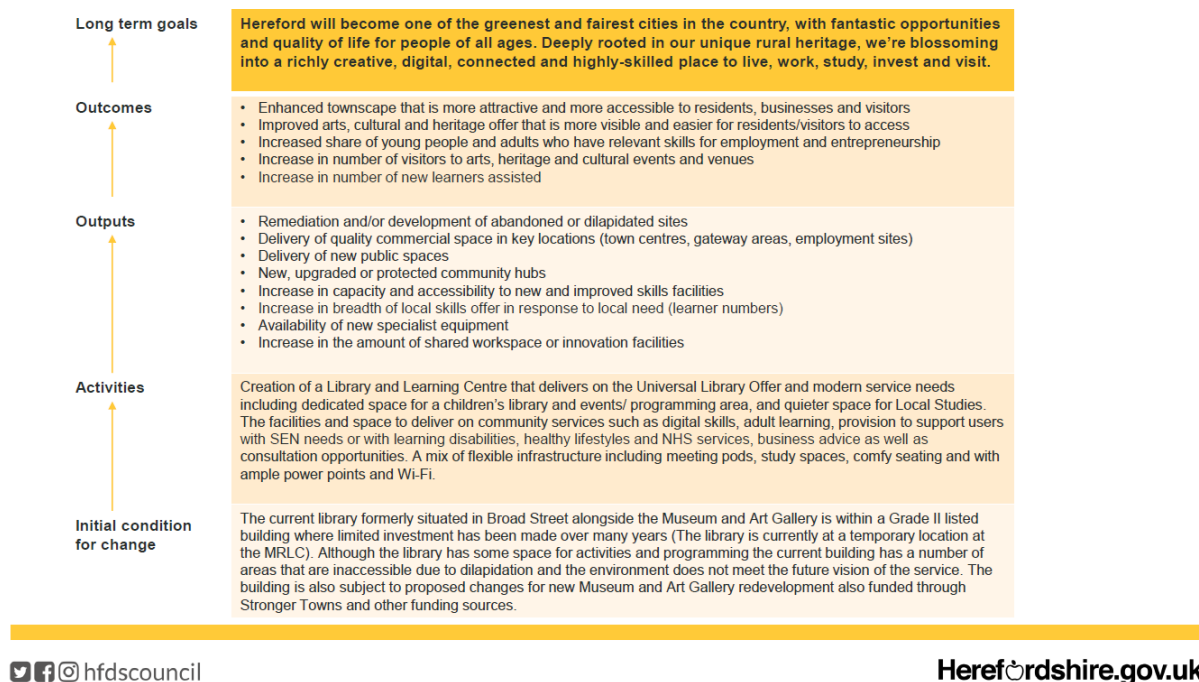 Long term goals
Hereford will become one of the greenest and fairest cities in the country, with fantastic opportunities
and quality of life for people of all ages. Deeply rooted in our unique rural heritage, we're blossoming
into a richly creative, digital, connected and highly-skilled place to live, work, study, invest and visit.
Outcomes
• Enhanced townscape that is more attractive and more accessible to residents, businesses and visitors
• Improved arts, cultural and heritage offer that is more visible and easier for residents/visitors to access
• Increased share of young people and adults who have relevant skills for employment and entrepreneurship
• Increase in number of visitors to arts, heritage and cultural events and venues
• Increase in number of new learners assisted
Outputs
• Remediation and/or development of abandoned or dilapidated sites
• Delivery of quality commercial space in key locations (town centres, gateway areas, employment sites)
• Delivery of new public spaces
• New, upgraded or protected community hubs
• Increase in capacity and accessibility to new and improved skills facilities
• Increase in breadth of local skills offer in response to local need (learner numbers)
• Availability of new specialist equipment
• Increase in the amount of shared workspace or innovation facilities
Activities
Creation of a Library and Learning Centre that delivers on the Universal Library Offer and modern service needs
including dedicated space for a children's library and events/ programming area, and quieter space for Local Studies.
The facilities and space to deliver on community services such as digital skills, adult learning, provision to support users
with SEN needs or with learning disabilities, healthy lifestyles and NHS services, business advice as well as
consultation opportunities. A mix of flexible infrastructure including meeting pods, study spaces, comfy seating and with
ample power points and Wi-Fi.
Initial condition
for change
The current library formerly situated in Broad Street alongside the Museum and Art Gallery is within a Grade II listed
building where limited investment has been made over many years (The library is currently at a temporary location at
the MRLC). Although the library has some space for activities and programming the current building has a number of
areas that are inaccessible due to dilapidation and the environment does not meet the future vision of the service. The
building is also subject to proposed changes for new Museum and Art Gallery redevelopment also funded through
Stronger Towns and other funding sources.
hfdscouncil
Herefordshire.gov.uk